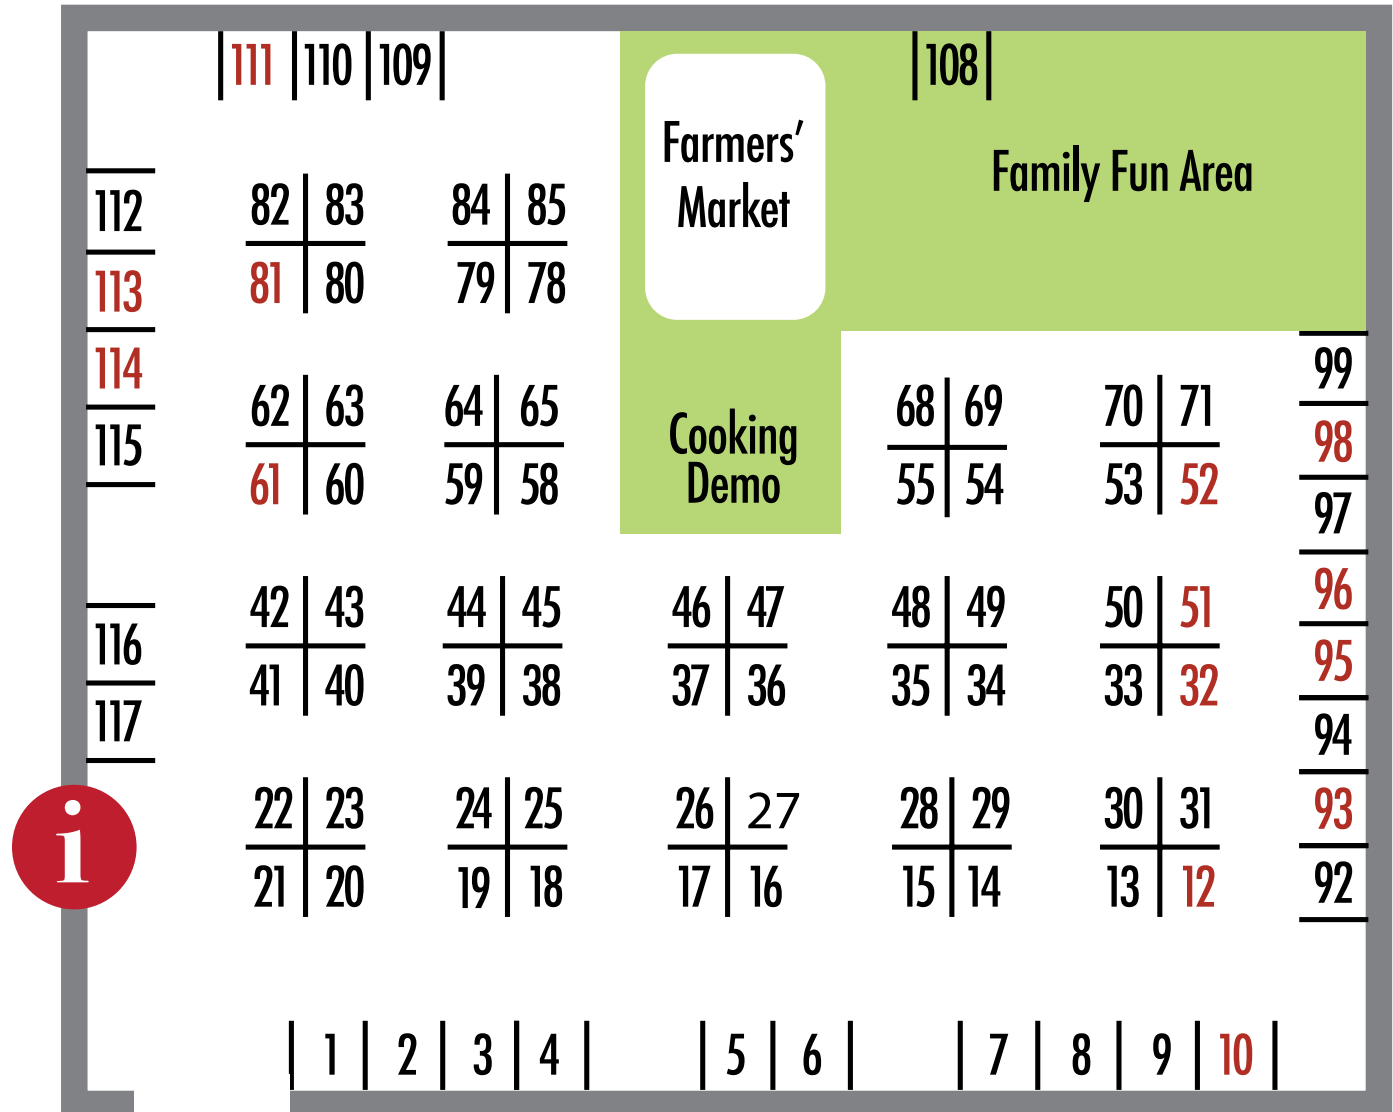 111 110 109 108
Farmers’
Market
Family Fun Area
112 82 83 84 85
113 81 80 79 78
114 99
62 63 64 65 68 69 70 71
115 Cooking 98
61 60 59 58 Demo 55 54 53 52
97
42 43 44 45 46 47 48 49 50 51 96
116 95
41 40 39 38 37 36 35 34 33 32
117 94
22 23 24 25 26 27 28 29 30 31 93
i
21 20 19 18 17 16 15 14 13 12 92
1 2 3 4 5 6 7 8 9 10